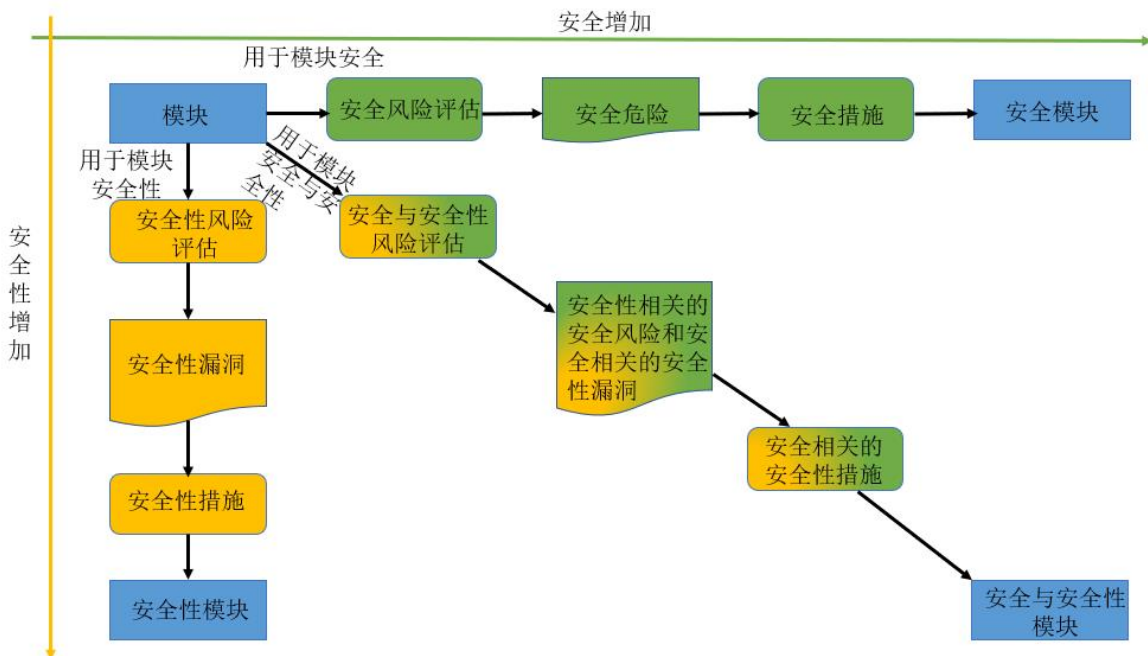 安全增加
用于模块安全
模块
安全风险评估
安全危险
安全措施
安全模块
用于模块
安全性
用于模块
安全与安
全性
安全性风险
评估
安全与安全性
风险评估
安
全
性
增
加
安全性相关的
安全风险和安
全相关的安全
性漏洞
安全性漏洞
安全相关的
安全性措施
安全性措施
安全性模块
安全与安全性
模块